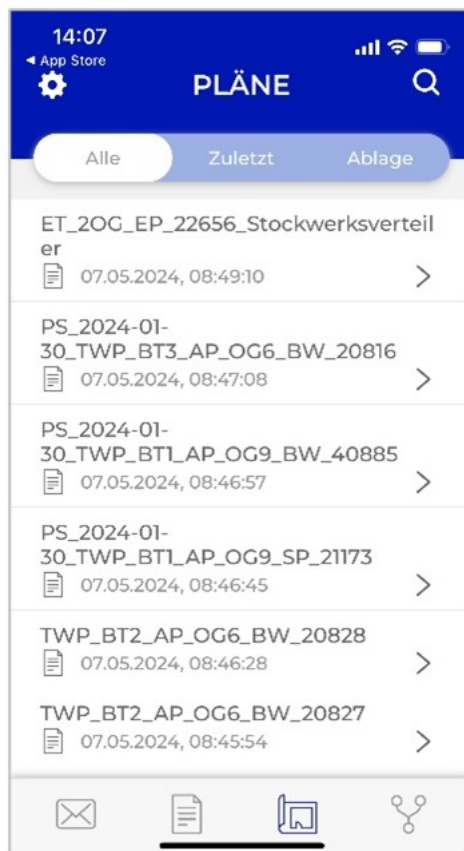 14:07
◀ App Store
PLÄNE
Alle Zuletzt Ablage
ET_2OG_EP_22656_Stockwerksverteil
er
07.05.2024, 08:49:10
PS_2024-01-
30_TWP_BT3_AP_OG6_BW_20816
07.05.2024, 08:47:08
PS_2024-01-
30_TWP_BT1_AP_OG9_BW_40885
07.05.2024, 08:46:57
PS_2024-01-
30_TWP_BT1_AP_OG9_SP_21173
07.05.2024, 08:46:45
TWP_BT2_AP_OG6_BW_20828
07.05.2024, 08:46:28
TWP_BT2_AP_OG6_BW_20827
07.05.2024, 08:45:54